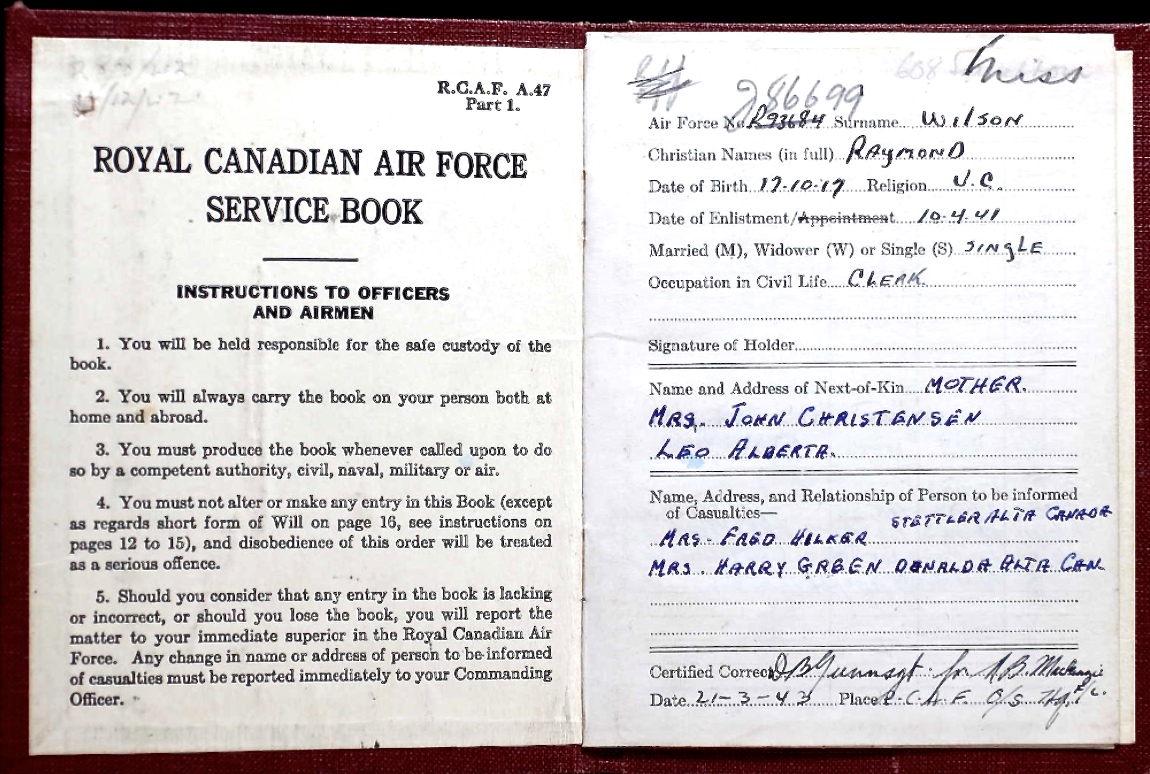 R.C.A.F. A.47
Part 1.
ROYAL CANADIAN AIR FORCE
SERVICE BOOK
INSTRUCTIONS TO OFFICERS
AND AIRMEN
1. You will be held responsible for the safe custody of the
book.
2. You will always carry the book on your person both at
home and abroad.
3. You must produce the book whenever called upon to do
so by a competent authority, civil, naval, military or air.
4. You must not alter or make any entry in this Book (except
as regards short form of Will on page 16, see instructions on
pages 12 to 15), and disobedience of this order will be treated
as a serious offence.
5. Should you consider that any entry in the book is lacking
or incorrect, or should you lose the book, you will report the
matter to your immediate superior in the Royal Canadian Air
Force. Any change in name or address of person to be informed
of casualties must be reported immediately to your Commanding
Officer.
Miss
286699
Air Force No. R93684 Surname WILSON
Christian Names (in full) RAYMOND
Date of Birth 17-10-17 Religion U.C.
Date of Enlistment/Appointment 10-4-41
Married (M), Widower (W) or Single (S) SINGLE
Occupation in Civil Life CLERK.
Signature of Holder
Name and Address of Next-of-Kin MOTHER.
MRS. JOHN CHRISTENSEN
LEO ALBERTA.
Name, Address, and Relationship of Person to be informed
of Casualties— STETTLER ALTA CANADA
MRS. FRED HILKER
MRS. HARRY GREEN DONALDA ALTA CAN.
Certified Correct for
Date 21-3-43 Place R.C.A.F. O/S Hq.